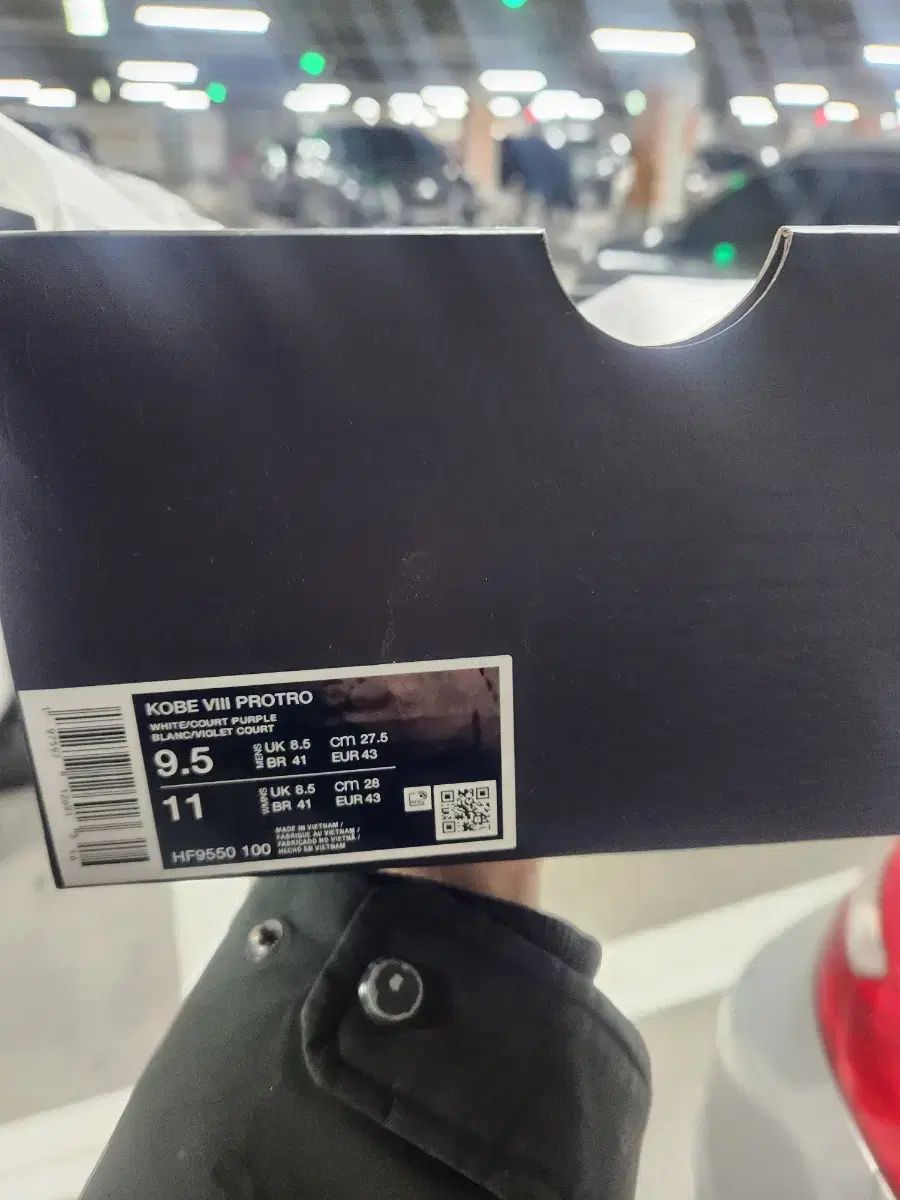 KOBE VIII PROTRO
WHITE/COURT PURPLE
BLANC/VIOLET COURT
9.5 MENS UK 8.5 cm 27.5
BR 41 EUR 43
11 WMNS UK 8.5 cm 28
BR 41 EUR 43
MADE IN VIETNAM /
FABRIQUE AU VIETNAM /
FABRICADO NO VIETNÃ /
HECHO EN VIETNAM
HF9550 100